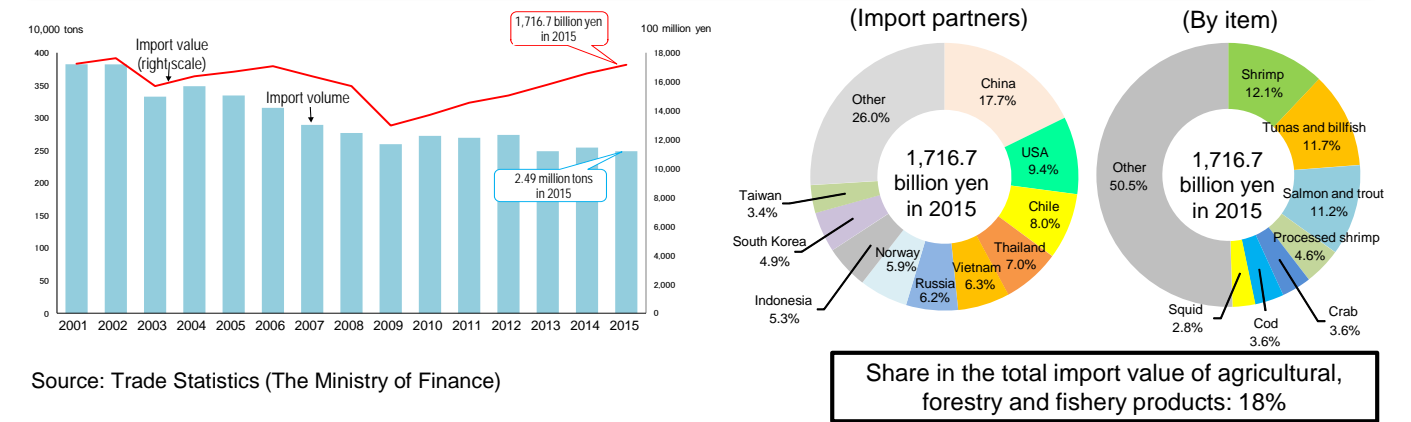 10,000 tons
100 million yen
1,716.7 billion yen
in 2015
Import value
(right scale)
Import volume
2.49 million tons
in 2015
400
350
300
250
200
150
100
50
0
18,000
16,000
14,000
12,000
10,000
8,000
6,000
4,000
2,000
0
2001 2002 2003 2004 2005 2006 2007 2008 2009 2010 2011 2012 2013 2014 2015
Source: Trade Statistics (The Ministry of Finance)
(Import partners)
China
17.7%
USA
9.4%
Chile
8.0%
Thailand
7.0%
Vietnam
6.3%
Russia
6.2%
Norway
5.9%
Indonesia
5.3%
South Korea
4.9%
Taiwan
3.4%
Other
26.0%
1,716.7
billion yen
in 2015
(By item)
Shrimp
12.1%
Tunas and billfish
11.7%
Salmon and trout
11.2%
Processed shrimp
4.6%
Crab
3.6%
Cod
3.6%
Squid
2.8%
Other
50.5%
1,716.7
billion yen
in 2015
Share in the total import value of agricultural,
forestry and fishery products: 18%